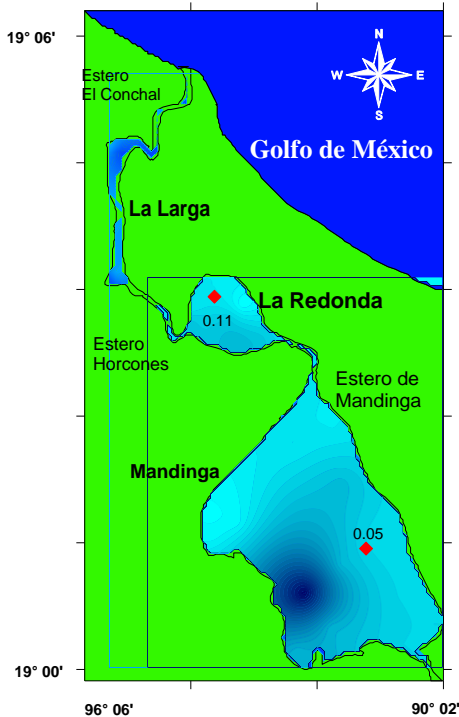 19° 06'
N
W
E
S
Estero
El Conchal
Golfo de México
La Larga
La Redonda
0.11
Estero
Horcones
Estero de
Mandinga
Mandinga
0.05
19° 00'
96° 06'
90° 02'